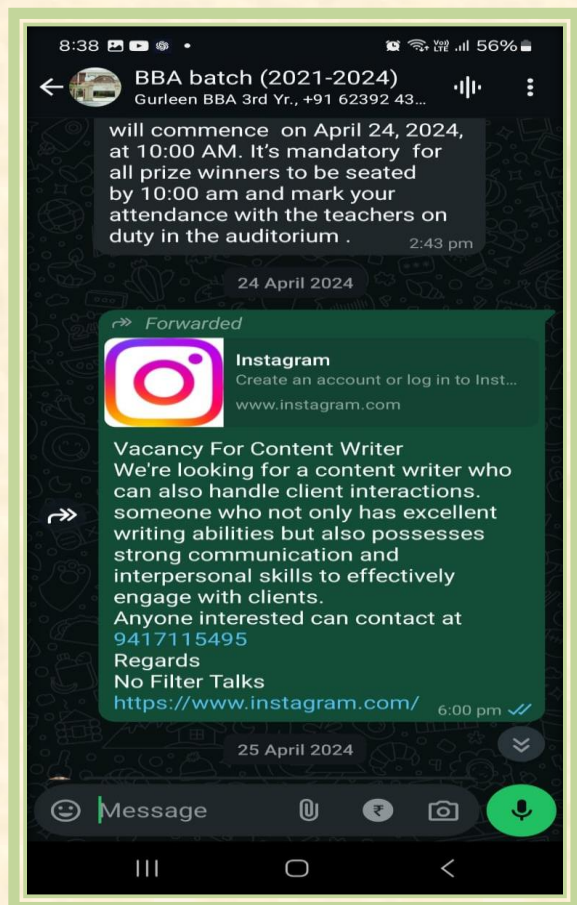 8:38
56%
BBA batch (2021-2024)
Gurleen BBA 3rd Yr., +91 62392 43...
will commence on April 24, 2024,
at 10:00 AM. It's mandatory for
all prize winners to be seated
by 10:00 am and mark your
attendance with the teachers on
duty in the auditorium .
2:43 pm
24 April 2024
Forwarded
Instagram
Create an account or log in to Inst...
www.instagram.com
Vacancy For Content Writer
We're looking for a content writer who
can also handle client interactions.
someone who not only has excellent
writing abilities but also possesses
strong communication and
interpersonal skills to effectively
engage with clients.
Anyone interested can contact at
9417115495
Regards
No Filter Talks
https://www.instagram.com/
6:00 pm
25 April 2024
Message